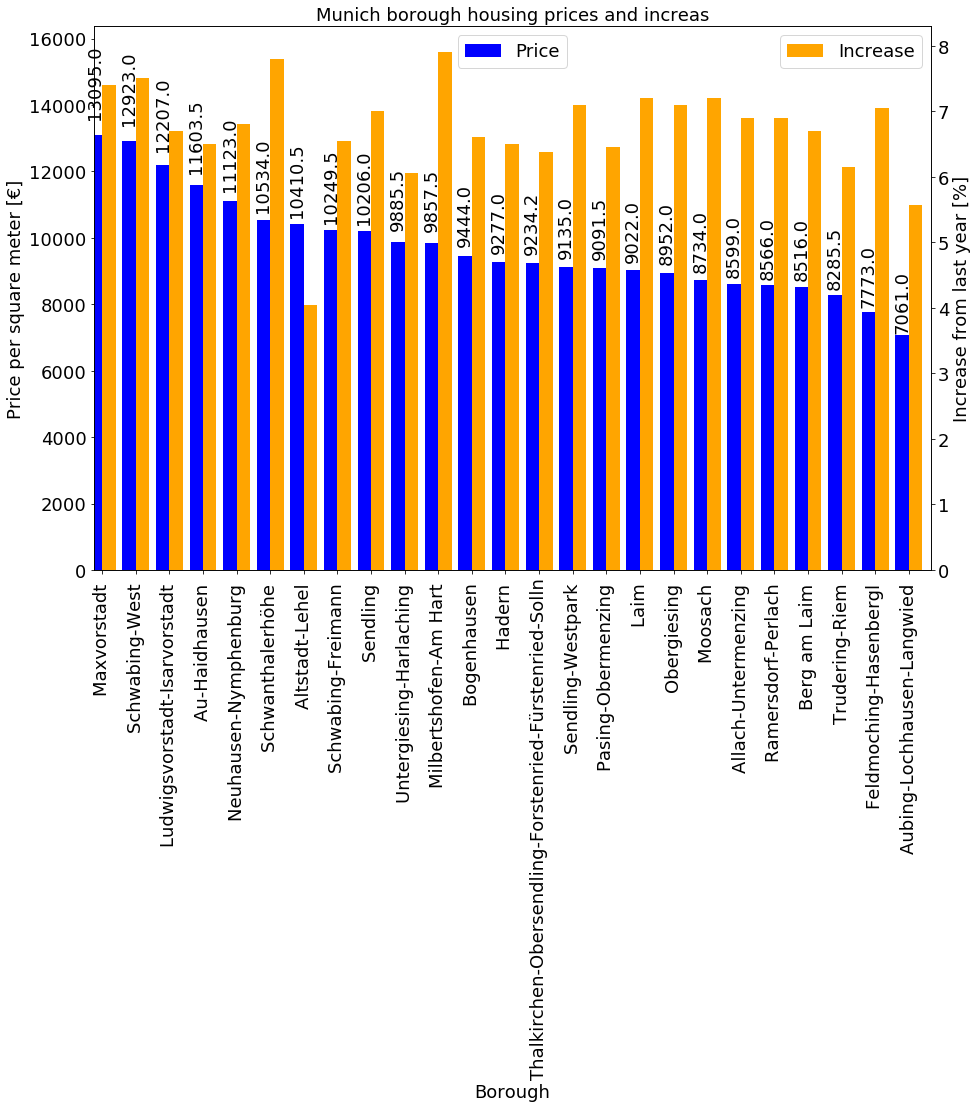 Munich borough housing prices and increas
Price
Increase
Price per square meter [€]
16000
14000
12000
10000
8000
6000
4000
2000
0
13095.0
12923.0
12207.0
11603.5
11123.0
10534.0
10410.5
10249.5
10206.0
9885.5
9857.5
9444.0
9277.0
9234.2
9135.0
9091.5
9022.0
8952.0
8734.0
8599.0
8566.0
8516.0
8285.5
7773.0
7061.0
8
7
6
5
4
3
2
1
0
Increase from last year [%]
Maxvorstadt
Schwabing-West
Ludwigsvorstadt-Isarvorstadt
Au-Haidhausen
Neuhausen-Nymphenburg
Schwanthalerhöhe
Altstadt-Lehel
Schwabing-Freimann
Sendling
Untergiesing-Harlaching
Milbertshofen-Am Hart
Bogenhausen
Hadern
Thalkirchen-Obersendling-Forstenried-Fürstenried-Solln
Sendling-Westpark
Pasing-Obermenzing
Laim
Obergiesing
Moosach
Allach-Untermenzing
Ramersdorf-Perlach
Berg am Laim
Trudering-Riem
Feldmoching-Hasenbergl
Aubing-Lochhausen-Langwied
Borough